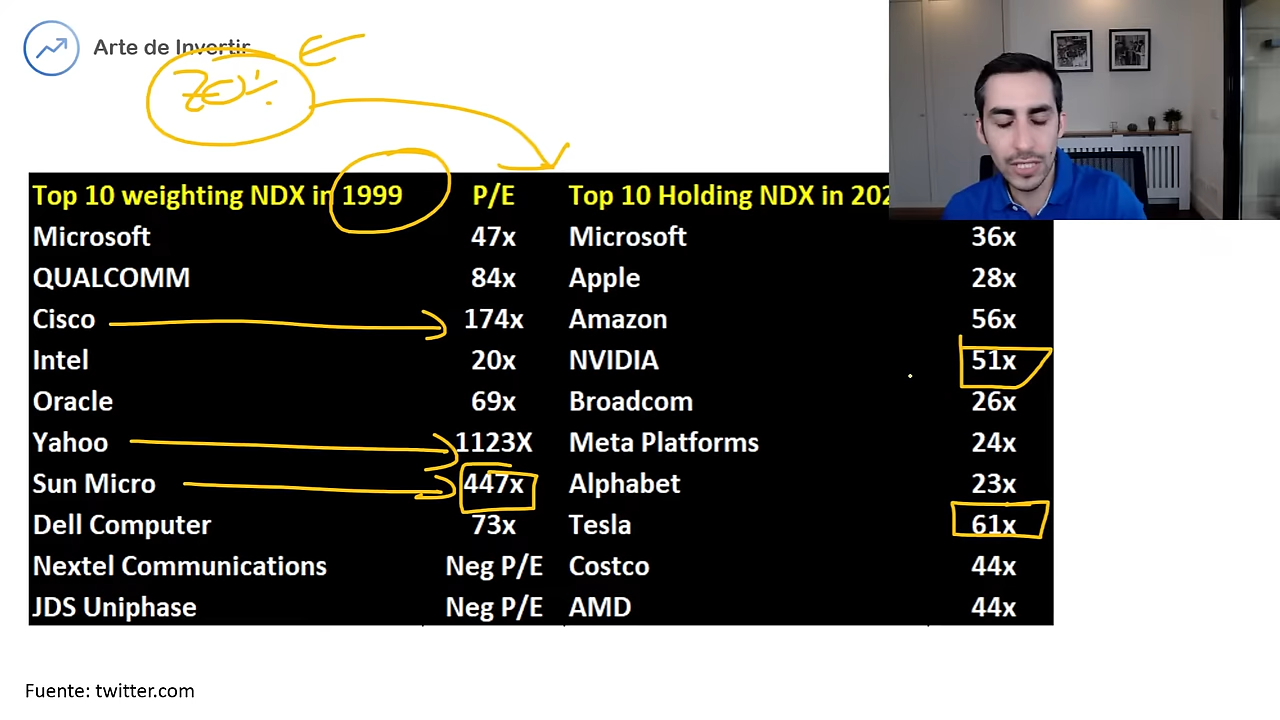 Arte de Invertir
Top 10 weighting NDX in 1999 P/E Top 10 Holding NDX in 202
Microsoft 47x Microsoft 36x
QUALCOMM 84x Apple 28x
Cisco 174x Amazon 56x
Intel 20x NVIDIA 51x
Oracle 69x Broadcom 26x
Yahoo 1123X Meta Platforms 24x
Sun Micro 447x Alphabet 23x
Dell Computer 73x Tesla 61x
Nextel Communications Neg P/E Costco 44x
JDS Uniphase Neg P/E AMD 44x
Fuente: twitter.com